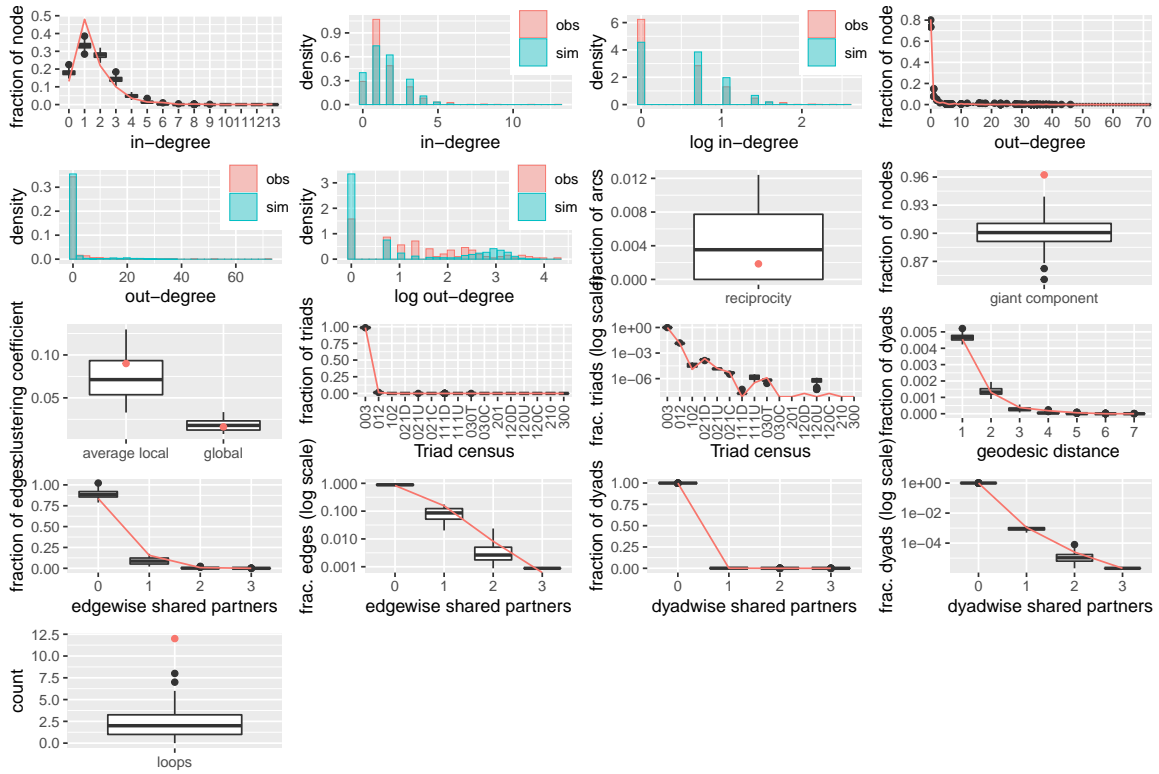 fraction of node
0.5
0.4
0.3
0.2
0.1
0.0
0 1 2 3 4 5 6 7 8 9 10 11 12 13
in−degree
density
0.9
0.6
0.3
0.0
0 5 10
in−degree
obs
sim
density
6
4
2
0
0 1 2
log in−degree
obs
sim
fraction of node
0.8
0.6
0.4
0.2
0.0
0 10 20 30 40 50 60 70
out−degree
density
0.3
0.2
0.1
0.0
0 20 40 60
out−degree
obs
sim
density
3
2
1
0
0 1 2 3 4
log out−degree
obs
sim
fraction of arcs
0.012
0.008
0.004
0.000
reciprocity
fraction of nodes
0.96
0.93
0.90
0.87
giant component
clustering coefficient
0.10
0.05
average local global
fraction of triads
1.00
0.75
0.50
0.25
0.00
003 012 102 021D 021U 021C 111D 111U 030T 030C 201 120D 120U 120C 210 300
Triad census
frac. triads (log scale)
1e+00
1e−03
1e−06
003 012 102 021D 021U 021C 111D 111U 030T 030C 201 120D 120U 120C 210 300
Triad census
fraction of dyads
0.005
0.004
0.003
0.002
0.001
0.000
1 2 3 4 5 6 7
geodesic distance
fraction of edges
1.00
0.75
0.50
0.25
0.00
0 1 2 3
edgewise shared partners
frac. edges (log scale)
1.000
0.100
0.010
0.001
0 1 2 3
edgewise shared partners
fraction of dyads
1.00
0.75
0.50
0.25
0.00
0 1 2 3
dyadwise shared partners
frac. dyads (log scale)
1e+00
1e−02
1e−04
0 1 2 3
dyadwise shared partners
count
12.5
10.0
7.5
5.0
2.5
0.0
loops